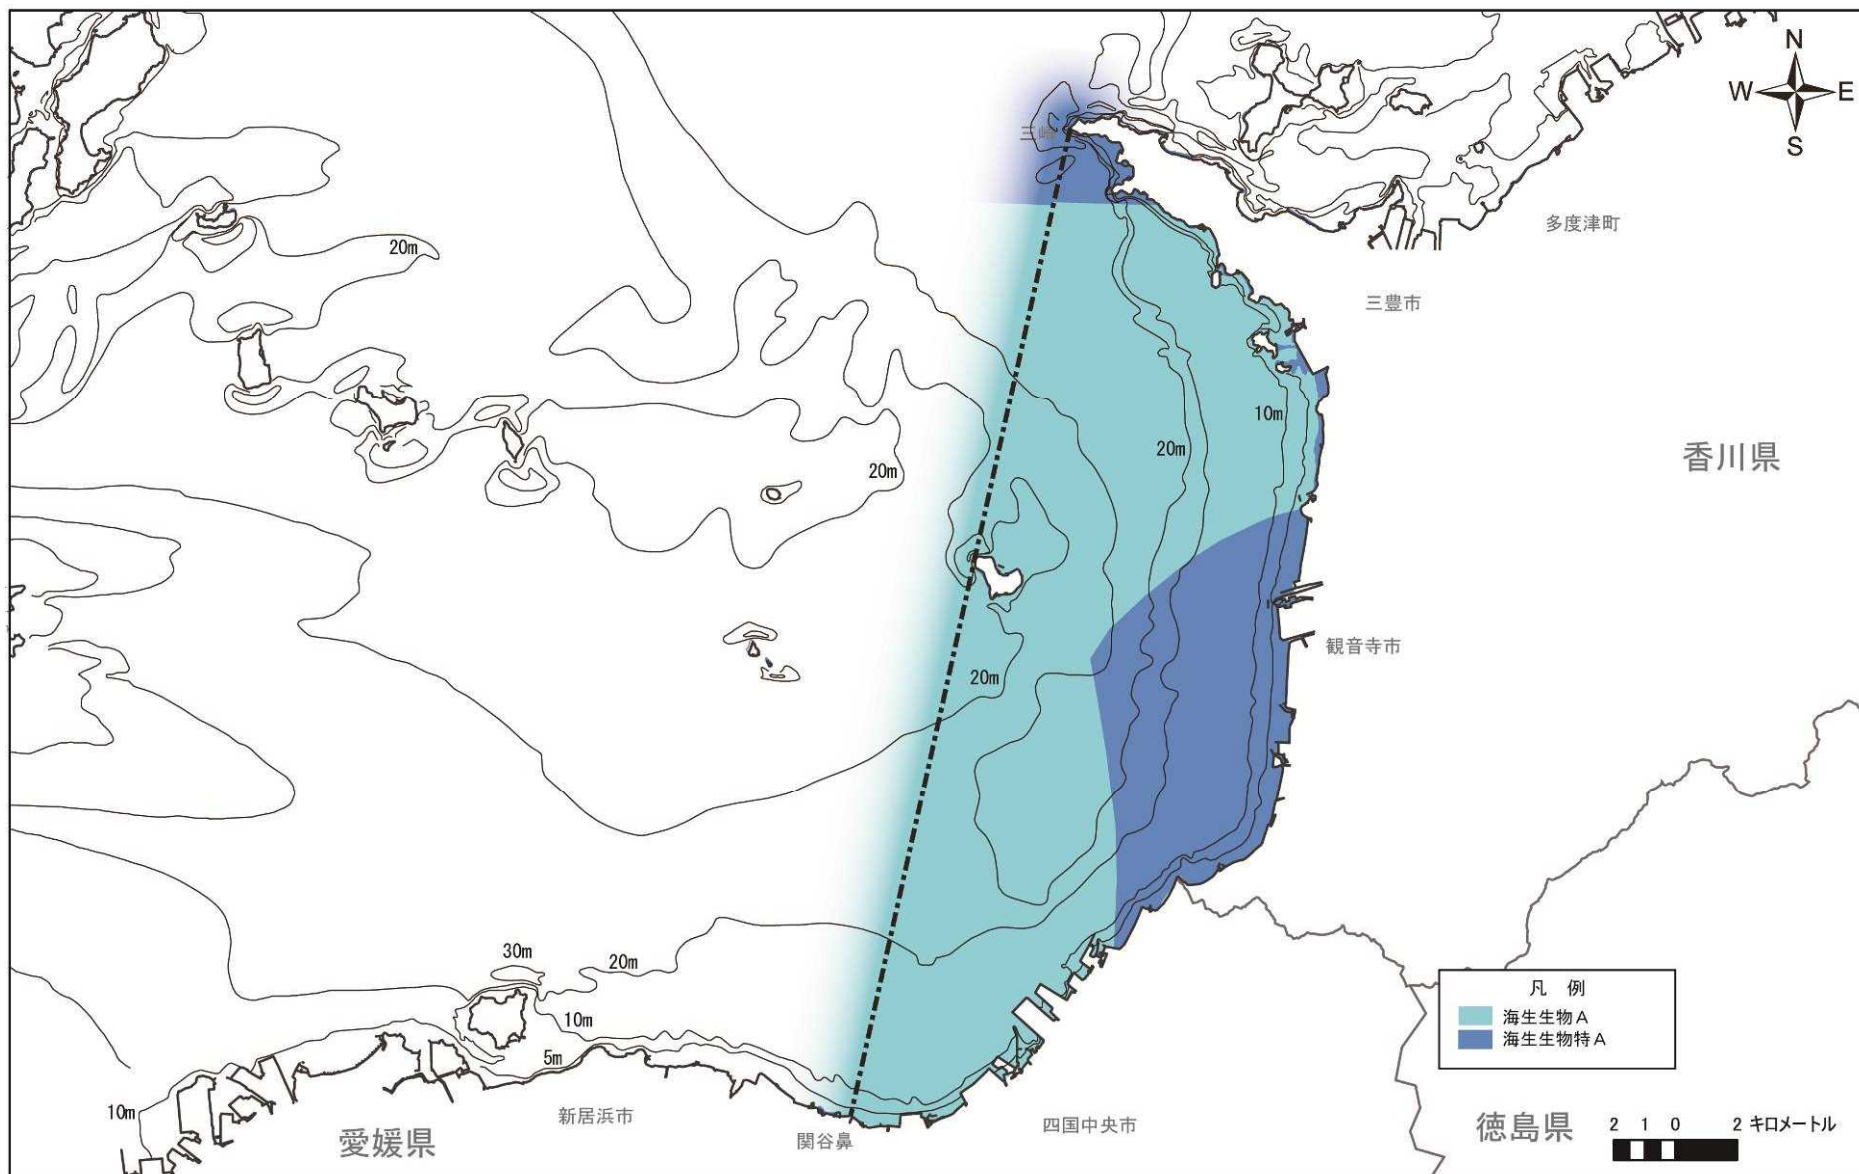 N
W E
S
三崎
多度津町
20m
三豊市
10m
20m
香川県
20m
観音寺市
20m
30m
20m
凡 例
海生生物A
海生生物特A
10m
5m
10m
新居浜市
関谷鼻
四国中央市
愛媛県
徳島県
2 1 0 2 キロメートル